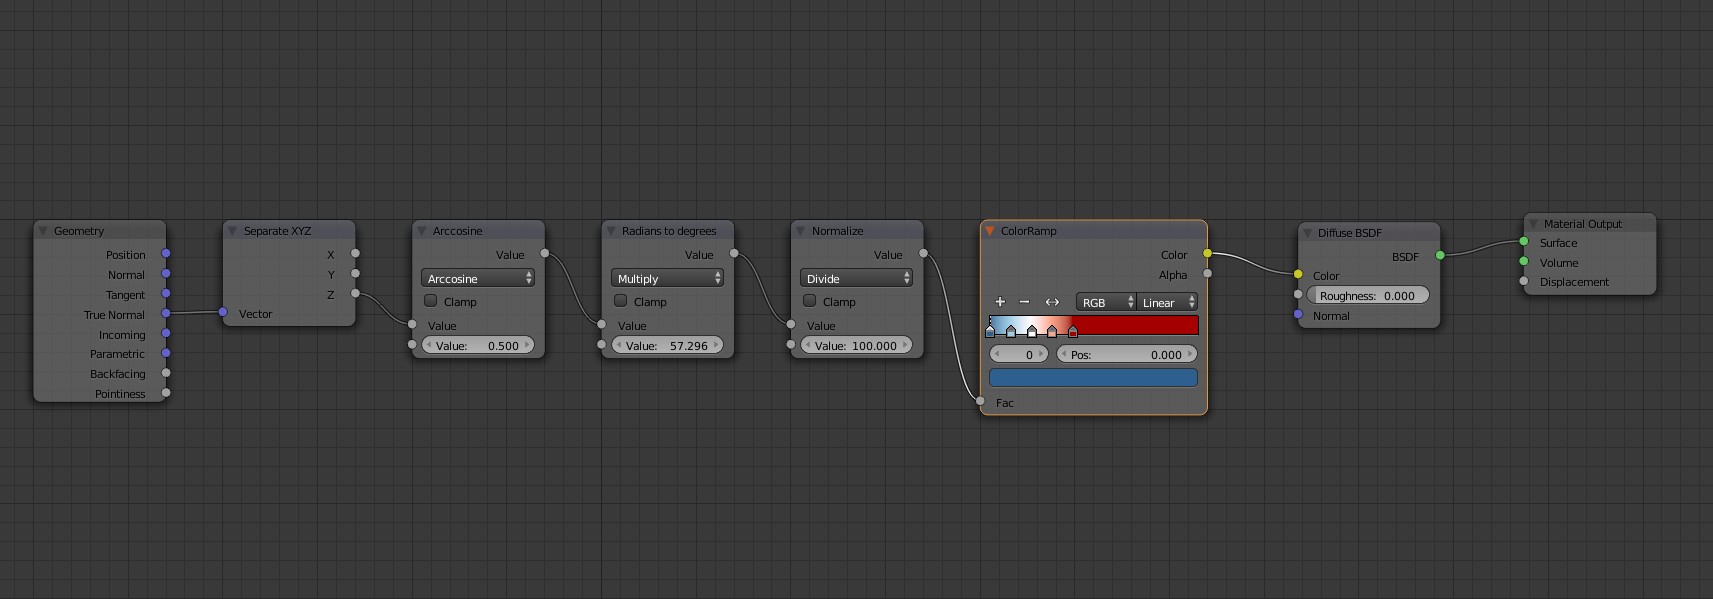 Geometry
Position
Normal
Tangent
True Normal
Incoming
Parametric
Backfacing
Pointiness
Separate XYZ
X
Y
Z
Vector
Arccosine
Value
Arccosine
Clamp
Value
Value: 0.500
Radians to degrees
Value
Multiply
Clamp
Value
Value: 57.296
Normalize
Value
Divide
Clamp
Value
Value: 100.000
ColorRamp
Color
Alpha
RGB Linear
0 Pos: 0.000
Fac
Diffuse BSDF
BSDF
Color
Roughness: 0.000
Normal
Material Output
Surface
Volume
Displacement